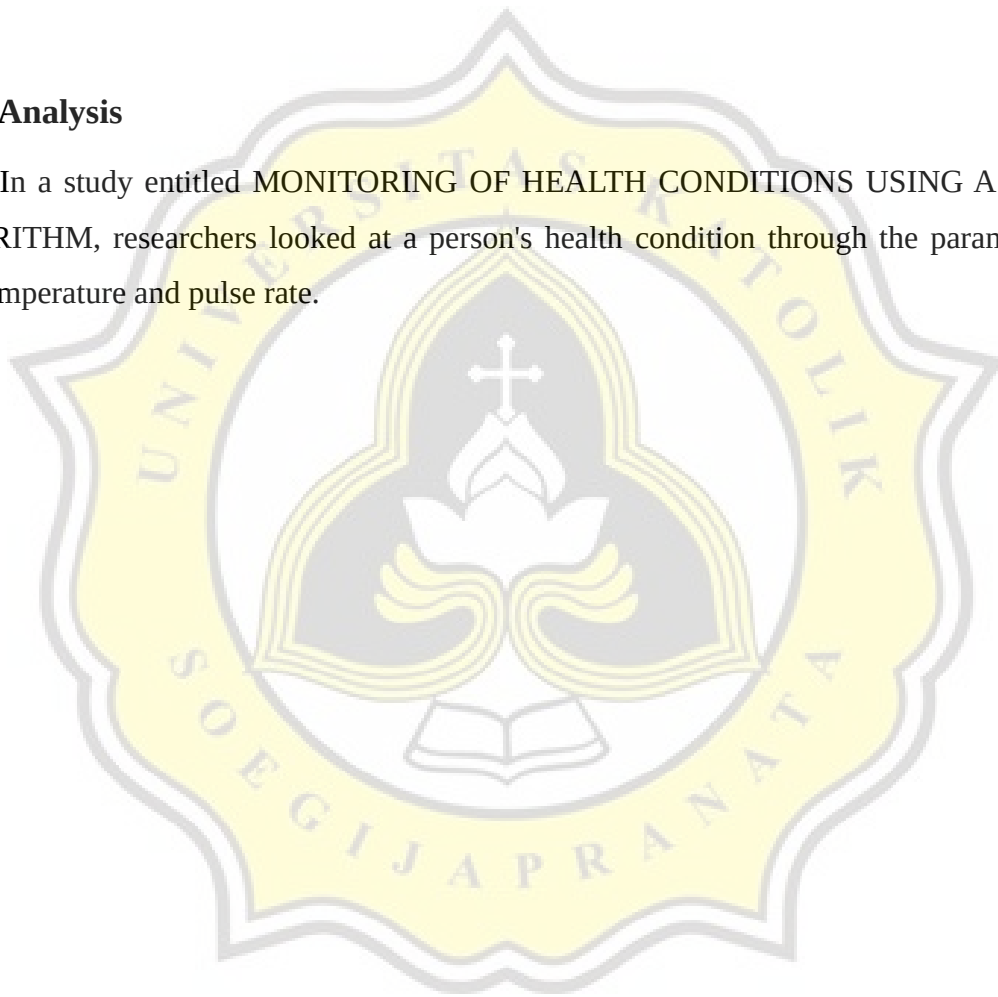 Analysis
In a study entitled MONITORING OF HEALTH CONDITIONS USING A
RITHM, researchers looked at a person's health condition through the param
mperature and pulse rate.
UNIVERSITAS KATOLIK
SOEGIJAPRANATA